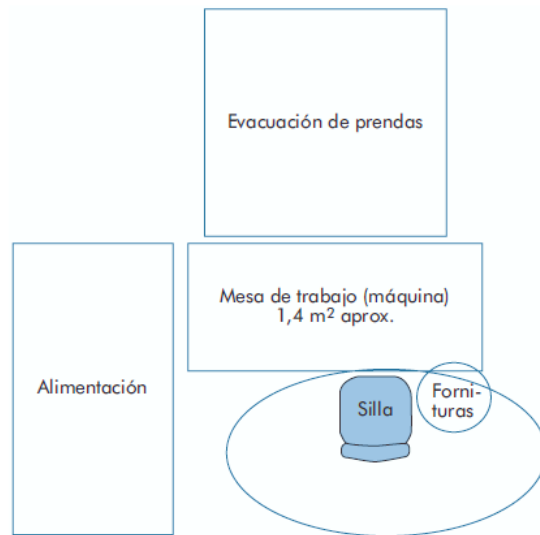 Evacuación de prendas
Mesa de trabajo (máquina)
1,4 m² aprox.
Alimentación
Silla
Forni-
turas